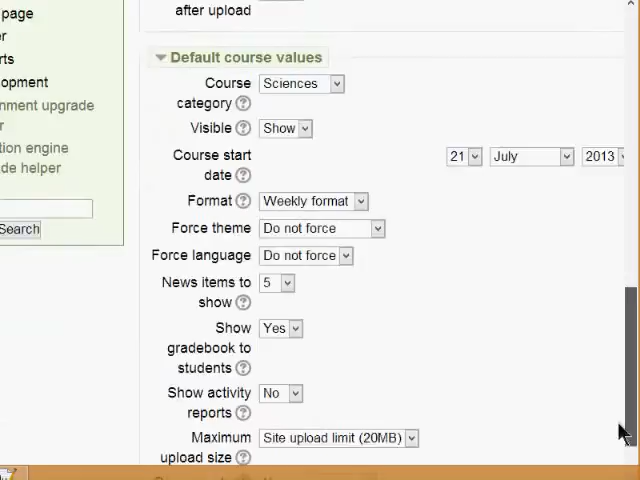 page
er
rts
opment
nment upgrade
r
tion engine
de helper
Search
after upload
Default course values
Course category Sciences
Visible Show
Course start date 21 July 2013
Format Weekly format
Force theme Do not force
Force language Do not force
News items to show 5
Show gradebook to students Yes
Show activity reports No
Maximum upload size Site upload limit (20MB)